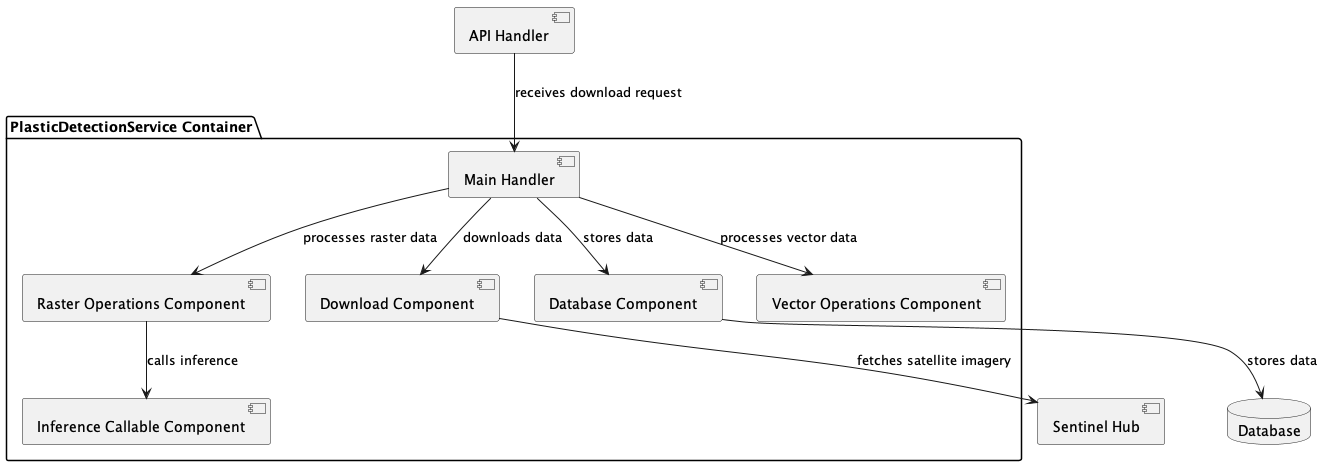 API Handler
receives download request
PlasticDetectionService Container
Main Handler
processes raster data
downloads data
stores data
processes vector data
Raster Operations Component
Download Component
Database Component
Vector Operations Component
calls inference
fetches satellite imagery
stores data
Inference Callable Component
Sentinel Hub
Database